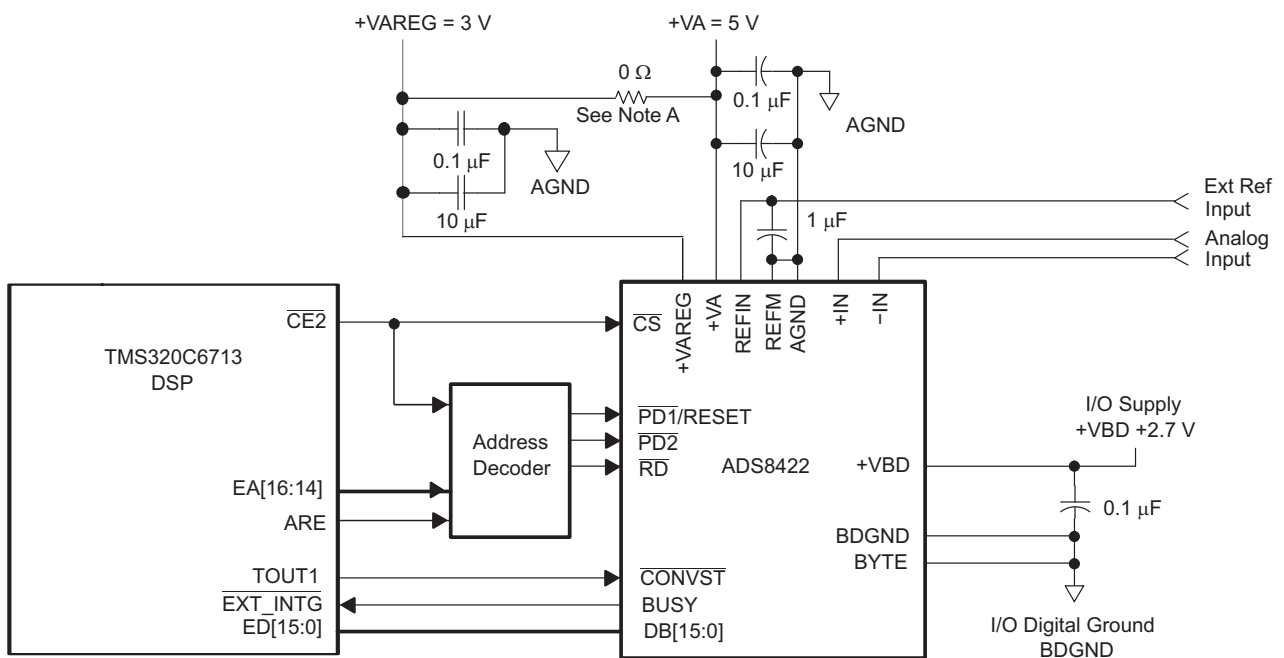 +VAREG = 3 V
+VA = 5 V
0 Ω
See Note A
0.1 μF
AGND
10 μF
0.1 μF
AGND
10 μF
1 μF
Ext Ref
Input
Analog
Input
TMS320C6713
DSP
CE2
EA[16:14]
ARE
TOUT1
EXT_INTG
ED[15:0]
Address
Decoder
+VAREG
+VA
REFIN
REFM
AGND
+IN
−IN
CS
PD1/RESET
PD2
RD
ADS8422
CONVST
BUSY
DB[15:0]
+VBD
BDGND
BYTE
I/O Supply
+VBD +2.7 V
0.1 μF
I/O Digital Ground
BDGND